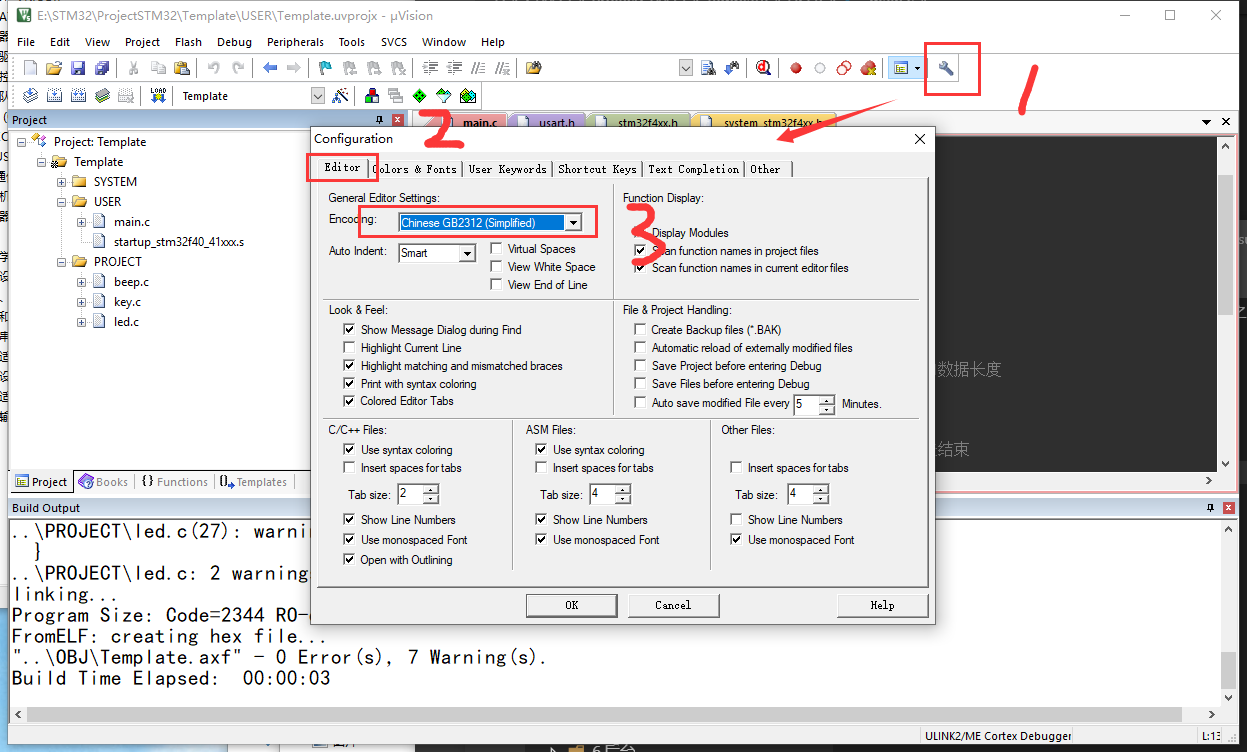 E:\STM32\ProjectSTM32\Template\USER\Template.uvprojx - µVision
File Edit View Project Flash Debug Peripherals Tools SVCS Window Help
1
LOAD Template
Project
2
main.c usart.h stm32f4xx.h system_stm32f4xx.h
Project: Template
Template
SYSTEM
USER
main.c
startup_stm32f40_41xxx.s
PROJECT
beep.c
key.c
led.c
Project Books {} Functions Templates
Configuration
Editor Colors & Fonts User Keywords Shortcut Keys Text Completion Other
General Editor Settings:
Encoding: Chinese GB2312 (Simplified)
Auto Indent: Smart
Virtual Spaces
View White Space
View End of Line
3
Function Display:
Display Modules
Scan function names in project files
Scan function names in current editor files
Look & Feel:
Show Message Dialog during Find
Highlight Current Line
Highlight matching and mismatched braces
Print with syntax coloring
Colored Editor Tabs
File & Project Handling:
Create Backup files (*.BAK)
Automatic reload of externally modified files
Save Project before entering Debug
Save Files before entering Debug
Auto save modified File every 5 Minutes.
C/C++ Files:
Use syntax coloring
Insert spaces for tabs
Tab size: 2
Show Line Numbers
Use monospaced Font
Open with Outlining
ASM Files:
Use syntax coloring
Insert spaces for tabs
Tab size: 4
Show Line Numbers
Use monospaced Font
Other Files:
Insert spaces for tabs
Tab size: 4
Show Line Numbers
Use monospaced Font
OK Cancel Help
数据长度
结束
Build Output
..\PROJECT\led.c(27): warni
}
..\PROJECT\led.c: 2 warning
linking...
Program Size: Code=2344 RO-
FromELF: creating hex file...
"..\OBJ\Template.axf" - 0 Error(s), 7 Warning(s).
Build Time Elapsed: 00:00:03
ULINK2/ME Cortex Debugger L:13